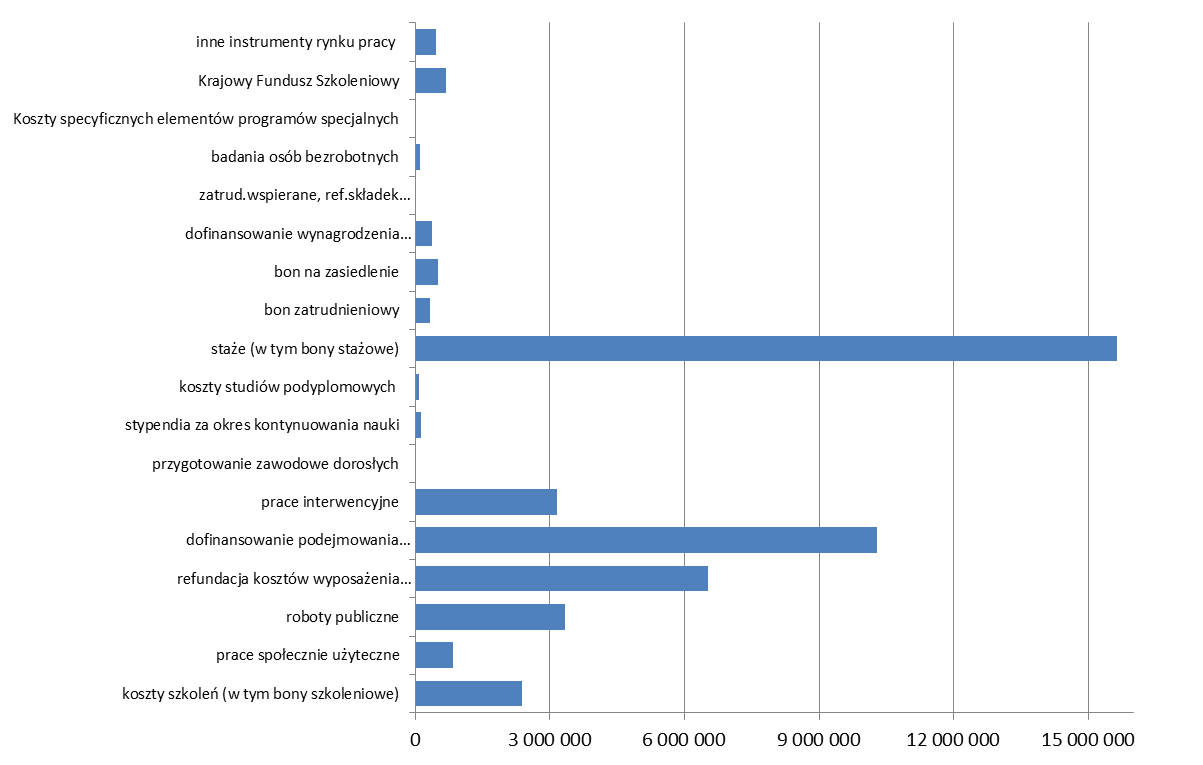 inne instrumenty rynku pracy
Krajowy Fundusz Szkoleniowy
Koszty specyficznych elementów programów specjalnych
badania osób bezrobotnych
zatrud.wspierane, ref.składek...
dofinansowanie wynagrodzenia...
bon na zasiedlenie
bon zatrudnieniowy
staże (w tym bony stażowe)
koszty studiów podyplomowych
stypendia za okres kontynuowania nauki
przygotowanie zawodowe dorosłych
prace interwencyjne
dofinansowanie podejmowania...
refundacja kosztów wyposażenia...
roboty publiczne
prace społecznie użyteczne
koszty szkoleń (w tym bony szkoleniowe)
0 3 000 000 6 000 000 9 000 000 12 000 000 15 000 000